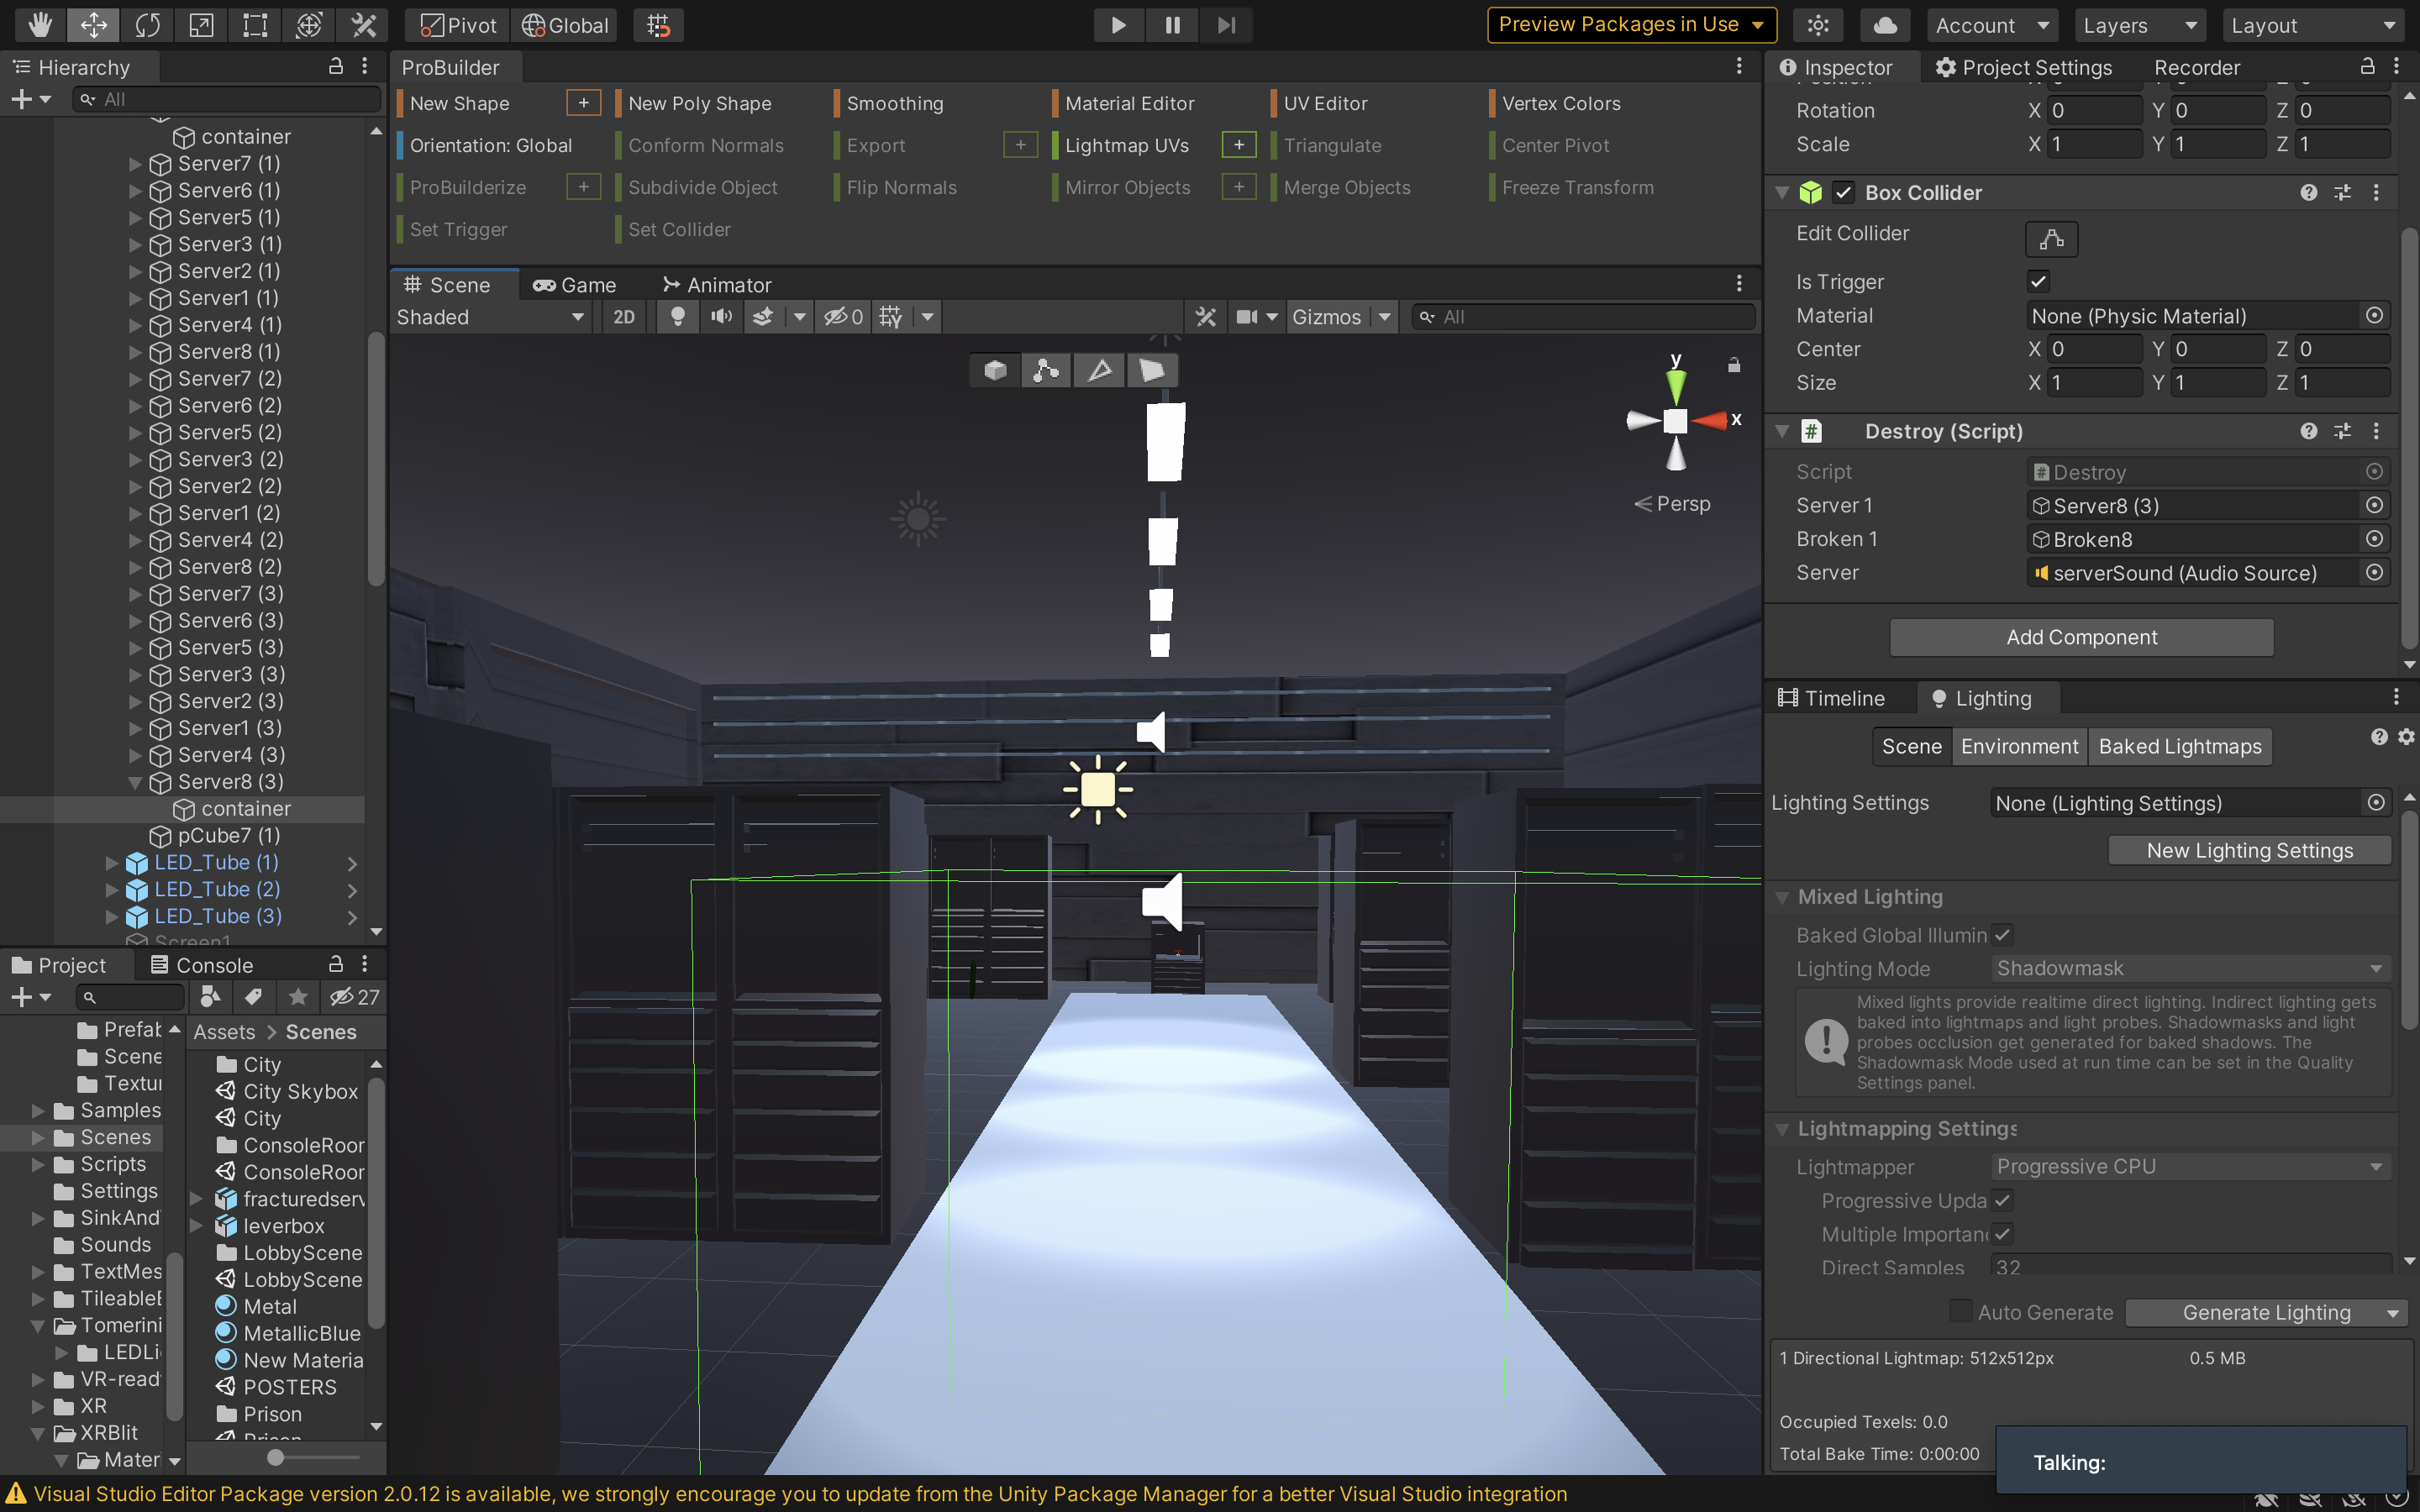 Pivot
Global
Preview Packages in Use
Account
Layers
Layout
Hierarchy
All
container
Server7 (1)
Server6 (1)
Server5 (1)
Server3 (1)
Server2 (1)
Server1 (1)
Server4 (1)
Server8 (1)
Server7 (2)
Server6 (2)
Server5 (2)
Server3 (2)
Server2 (2)
Server1 (2)
Server4 (2)
Server8 (2)
Server7 (3)
Server6 (3)
Server5 (3)
Server3 (3)
Server2 (3)
Server1 (3)
Server4 (3)
Server8 (3)
container
pCube7 (1)
LED_Tube (1)
LED_Tube (2)
LED_Tube (3)
Screen1
ProBuilder
New Shape + New Poly Shape Smoothing Material Editor UV Editor Vertex Colors
Orientation: Global Conform Normals Export + Lightmap UVs + Triangulate Center Pivot
ProBuilderize + Subdivide Object Flip Normals Mirror Objects + Merge Objects Freeze Transform
Set Trigger Set Collider
Scene Game Animator
Shaded 2D 0 Gizmos All
y
x
Persp
Inspector Project Settings Recorder
Position X 0 Y 0 Z 0
Rotation X 0 Y 0 Z 0
Scale X 1 Y 1 Z 1
Box Collider
Edit Collider
Is Trigger
Material None (Physic Material)
Center X 0 Y 0 Z 0
Size X 1 Y 1 Z 1
# Destroy (Script)
Script # Destroy
Server 1 Server8 (3)
Broken 1 Broken8
Server serverSound (Audio Source)
Add Component
Timeline Lighting
Scene Environment Baked Lightmaps
Lighting Settings None (Lighting Settings)
New Lighting Settings
Mixed Lighting
Baked Global Illumin
Lighting Mode Shadowmask
Mixed lights provide realtime direct lighting. Indirect lighting gets
baked into lightmaps and light probes. Shadowmasks and light
probes occlusion get generated for baked shadows. The
Shadowmask Mode used at run time can be set in the Quality
Settings panel.
Lightmapping Settings
Lightmapper Progressive CPU
Progressive Upda
Multiple Importan
Direct Samples 32
Auto Generate Generate Lighting
1 Directional Lightmap: 512x512px 0.5 MB
Occupied Texels: 0.0
Total Bake Time: 0:00:00
Talking:
Project Console
27
Prefab
Scene
Textur
Samples
Scenes
Scripts
Settings
SinkAnd
Sounds
TextMes
TileableB
Tomerini
LEDLi
VR-read
XR
XRBlit
Mater
Assets > Scenes
City
City Skybox
City
ConsoleRoor
ConsoleRoor
fracturedserv
leverbox
LobbyScene
LobbyScene
Metal
MetallicBlue
New Materia
POSTERS
Prison
Prison
Visual Studio Editor Package version 2.0.12 is available, we strongly encourage you to update from the Unity Package Manager for a better Visual Studio integration